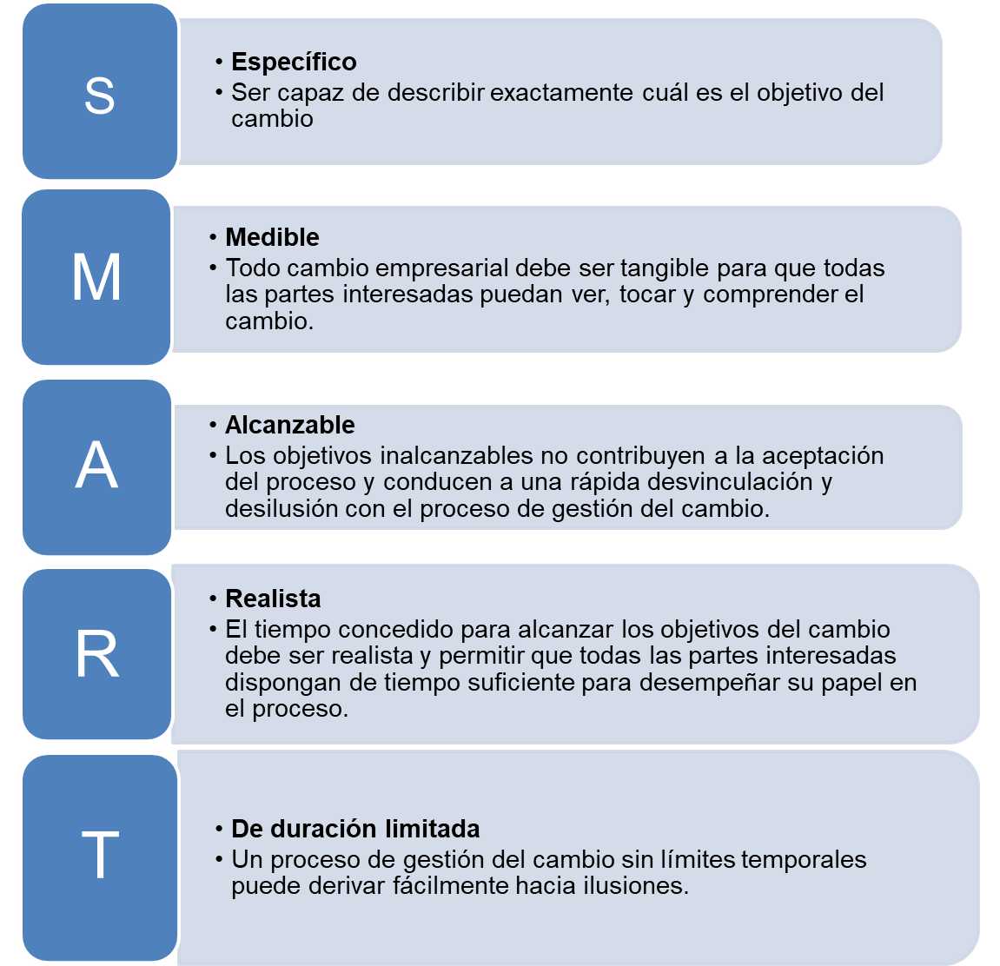 S
• Específico
• Ser capaz de describir exactamente cuál es el objetivo del
cambio
M
• Medible
• Todo cambio empresarial debe ser tangible para que todas
las partes interesadas puedan ver, tocar y comprender el
cambio.
A
• Alcanzable
• Los objetivos inalcanzables no contribuyen a la aceptación
del proceso y conducen a una rápida desvinculación y
desilusión con el proceso de gestión del cambio.
R
• Realista
• El tiempo concedido para alcanzar los objetivos del cambio
debe ser realista y permitir que todas las partes interesadas
dispongan de tiempo suficiente para desempeñar su papel en
el proceso.
T
• De duración limitada
• Un proceso de gestión del cambio sin límites temporales
puede derivar fácilmente hacia ilusiones.